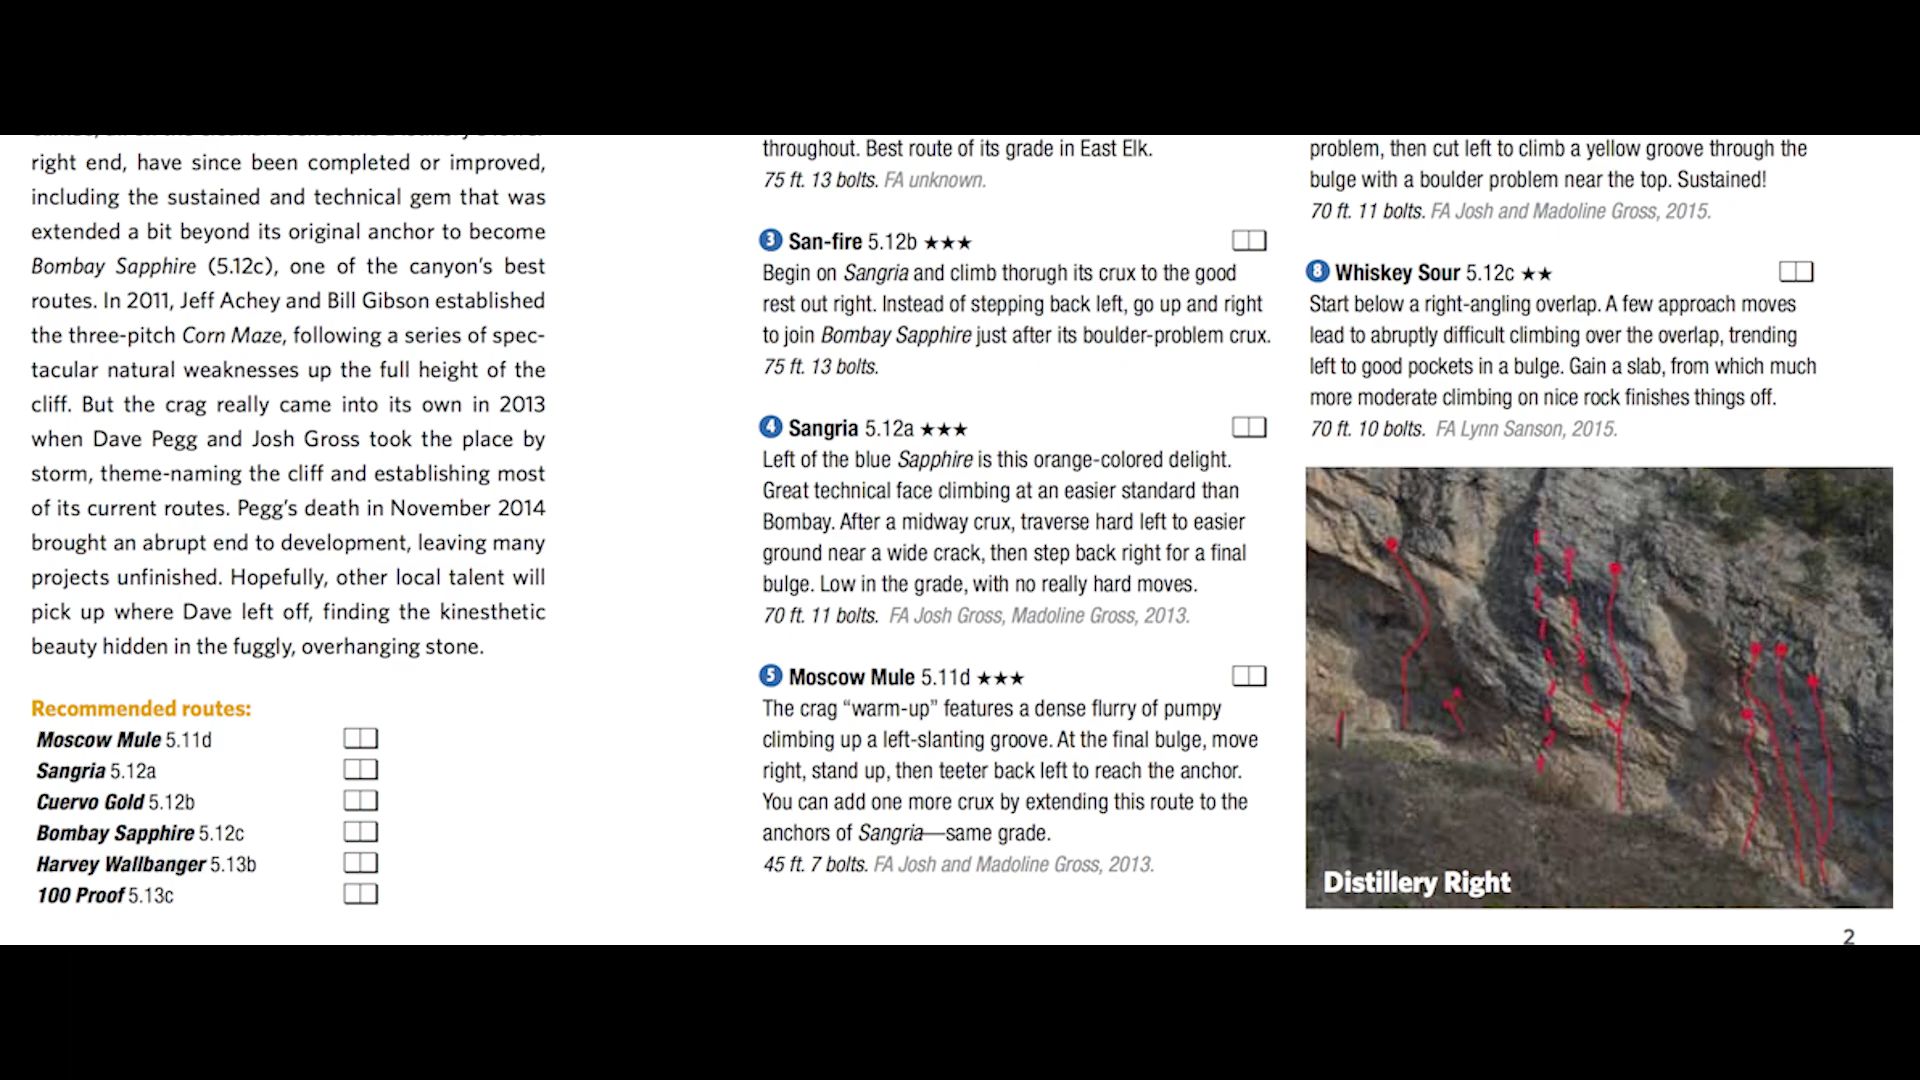 right end, have since been completed or improved,
including the sustained and technical gem that was
extended a bit beyond its original anchor to become
Bombay Sapphire (5.12c), one of the canyon's best
routes. In 2011, Jeff Achey and Bill Gibson established
the three-pitch Corn Maze, following a series of spec-
tacular natural weaknesses up the full height of the
cliff. But the crag really came into its own in 2013
when Dave Pegg and Josh Gross took the place by
storm, theme-naming the cliff and establishing most
of its current routes. Pegg's death in November 2014
brought an abrupt end to development, leaving many
projects unfinished. Hopefully, other local talent will
pick up where Dave left off, finding the kinesthetic
beauty hidden in the fuggly, overhanging stone.
Recommended routes:
Moscow Mule 5.11d
Sangria 5.12a
Cuervo Gold 5.12b
Bombay Sapphire 5.12c
Harvey Wallbanger 5.13b
100 Proof 5.13c
throughout. Best route of its grade in East Elk.
75 ft. 13 bolts. FA unknown.
3 San-fire 5.12b ★★★
Begin on Sangria and climb thorugh its crux to the good
rest out right. Instead of stepping back left, go up and right
to join Bombay Sapphire just after its boulder-problem crux.
75 ft. 13 bolts.
4 Sangria 5.12a ★★★
Left of the blue Sapphire is this orange-colored delight.
Great technical face climbing at an easier standard than
Bombay. After a midway crux, traverse hard left to easier
ground near a wide crack, then step back right for a final
bulge. Low in the grade, with no really hard moves.
70 ft. 11 bolts. FA Josh Gross, Madoline Gross, 2013.
5 Moscow Mule 5.11d ★★★
The crag “warm-up” features a dense flurry of pumpy
climbing up a left-slanting groove. At the final bulge, move
right, stand up, then teeter back left to reach the anchor.
You can add one more crux by extending this route to the
anchors of Sangria—same grade.
45 ft. 7 bolts. FA Josh and Madoline Gross, 2013.
problem, then cut left to climb a yellow groove through the
bulge with a boulder problem near the top. Sustained!
70 ft. 11 bolts. FA Josh and Madoline Gross, 2015.
8 Whiskey Sour 5.12c ★★
Start below a right-angling overlap. A few approach moves
lead to abruptly difficult climbing over the overlap, trending
left to good pockets in a bulge. Gain a slab, from which much
more moderate climbing on nice rock finishes things off.
70 ft. 10 bolts. FA Lynn Sanson, 2015.
Distillery Right
2